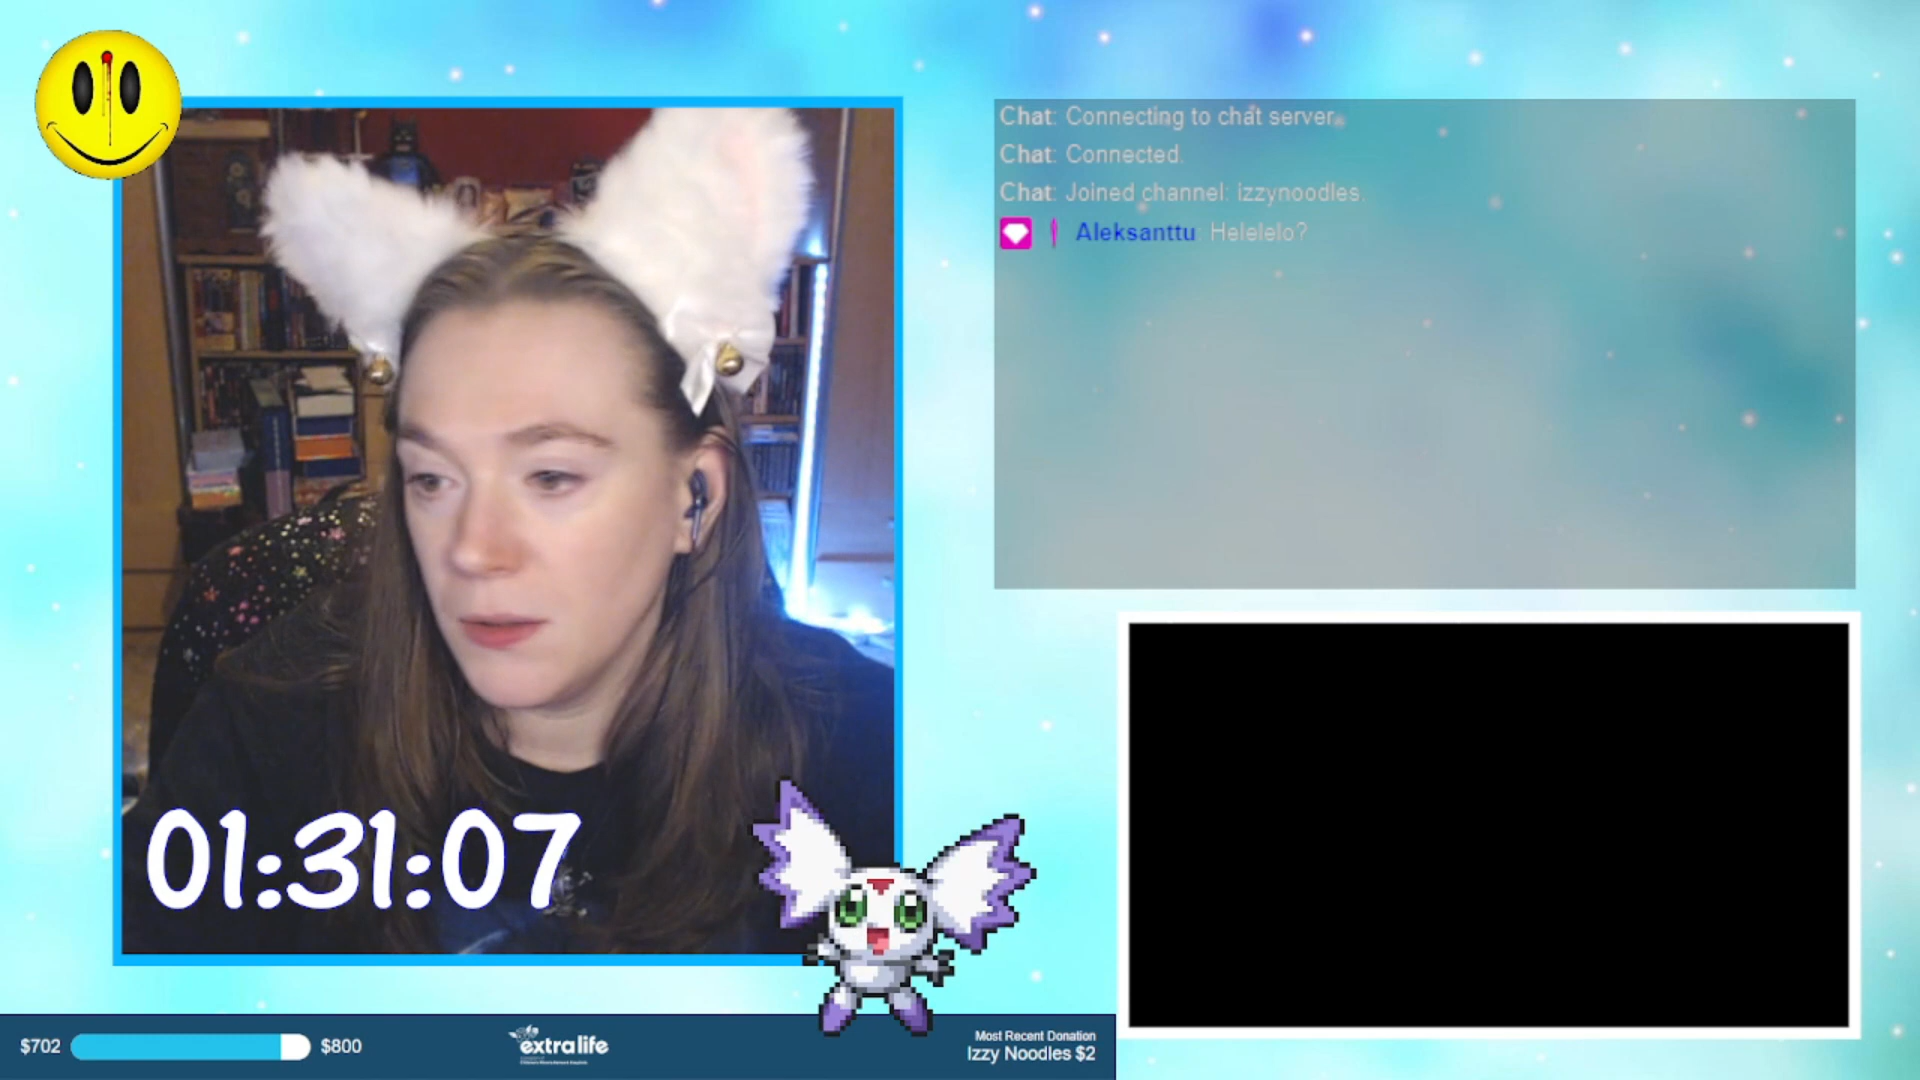 Chat: Connecting to chat server.
Chat: Connected.
Chat: Joined channel: izzynoodles.
Aleksanttu Helelelo?
01:31:07
$702
$800
extralife
Most Recent Donation
Izzy Noodles $2